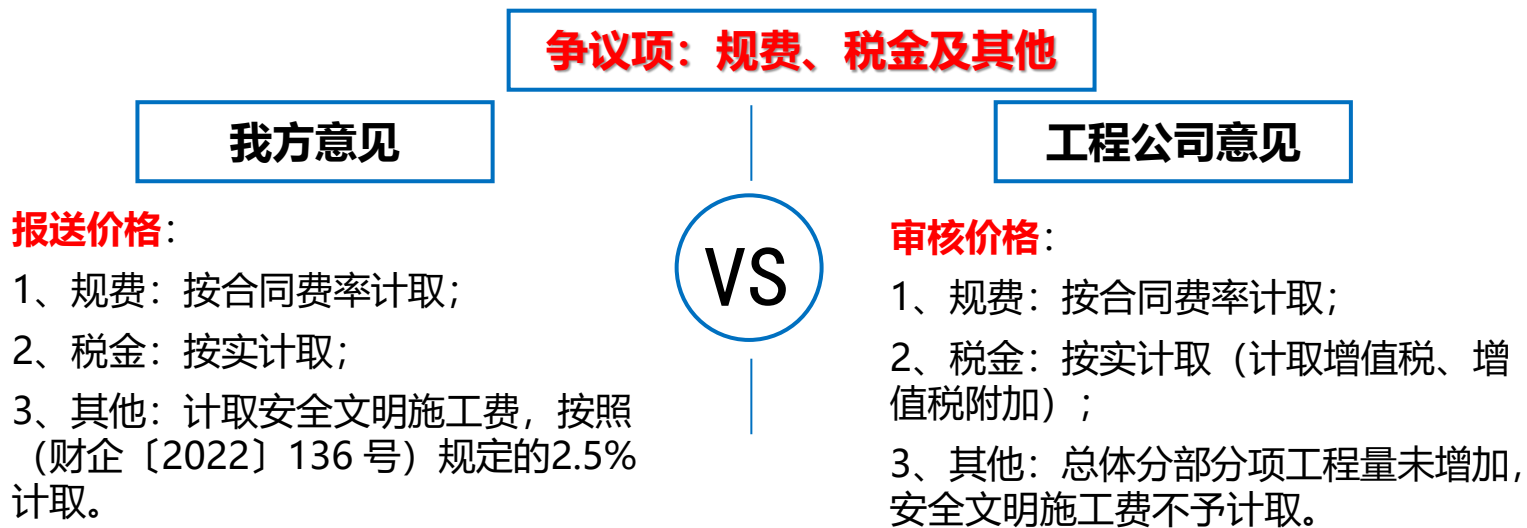 争议项：规费、税金及其他
我方意见
报送价格：
1、规费：按合同费率计取；
2、税金：按实计取；
3、其他：计取安全文明施工费，按照
（财企〔2022〕136 号）规定的2.5%
计取。
VS
工程公司意见
审核价格：
1、规费：按合同费率计取；
2、税金：按实计取（计取增值税、增
值税附加）；
3、其他：总体分部分项工程量未增加，
安全文明施工费不予计取。